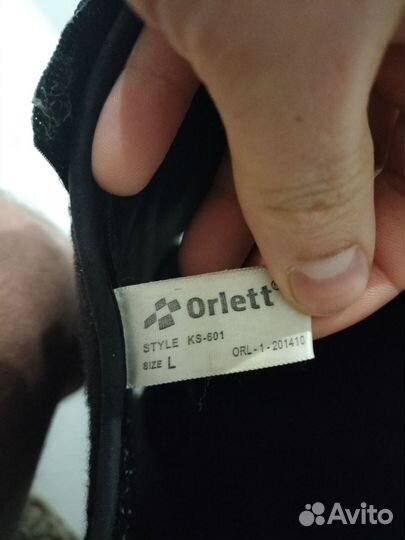 Orlett®
STYLE KS-601
SIZE L ORL-1-201410
Avito